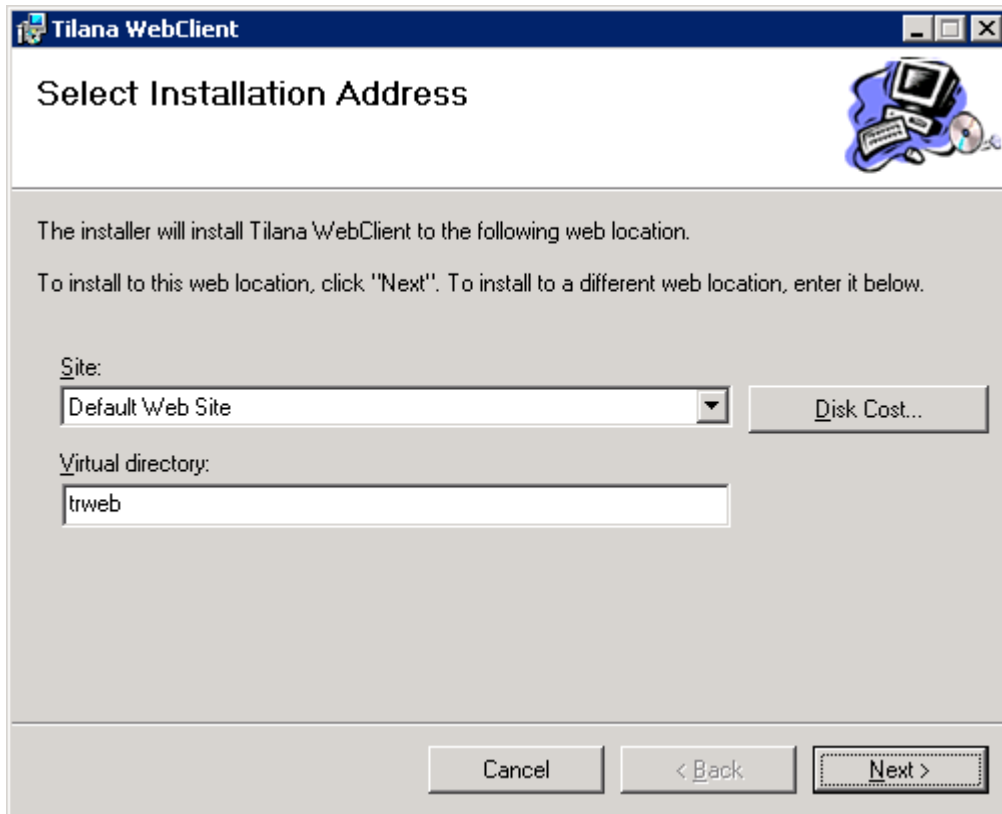 Tilana WebClient
Select Installation Address
The installer will install Tilana WebClient to the following web location.
To install to this web location, click "Next". To install to a different web location, enter it below.
Site:
Default Web Site
Disk Cost...
Virtual directory:
trweb
Cancel
< Back
Next >